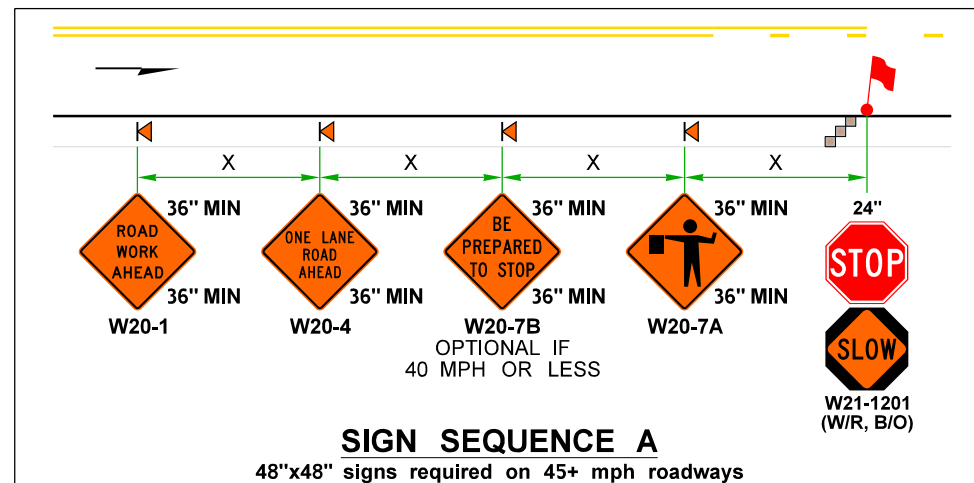 X X X X
36" MIN 36" MIN 36" MIN 36" MIN 24"
ROAD
WORK
AHEAD
ONE LANE
ROAD
AHEAD
BE
PREPARED
TO STOP
STOP
36" MIN 36" MIN 36" MIN 36" MIN
W20-1 W20-4 W20-7B W20-7A
OPTIONAL IF
40 MPH OR LESS
SLOW
W21-1201
(W/R, B/O)
SIGN SEQUENCE A
48"x48" signs required on 45+ mph roadways